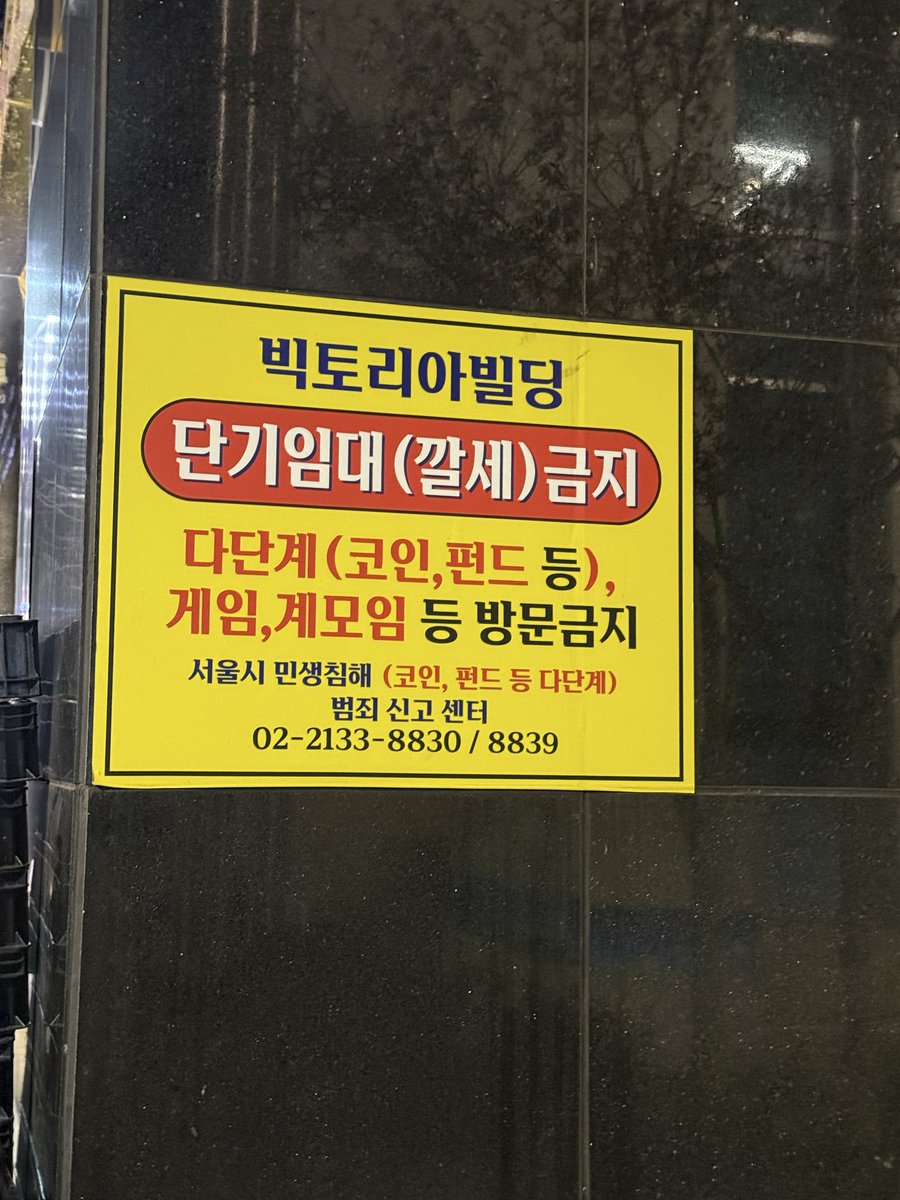 빅토리아빌딩
단기임대(깔세)금지
다단계(코인,펀드 등),
게임,계모임 등 방문금지
서울시 민생침해 (코인, 펀드 등 다단계)
범죄 신고 센터
02-2133-8830 / 8839